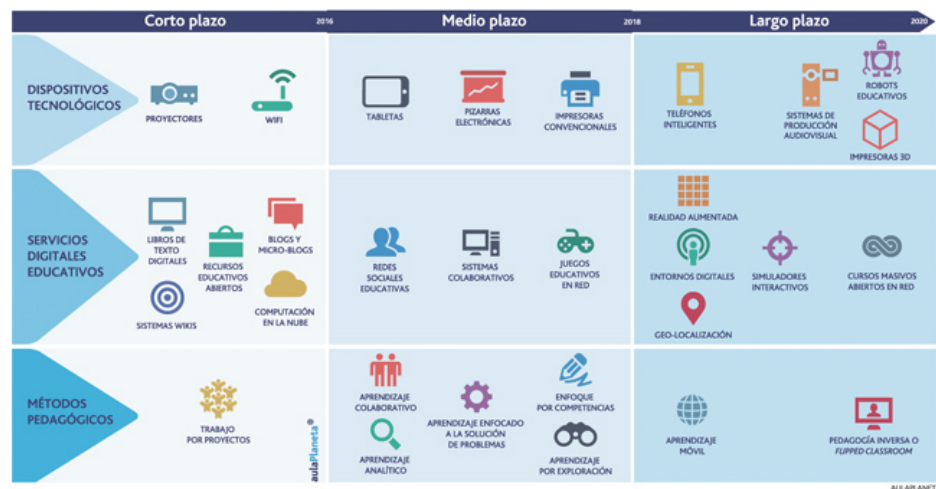 Corto plazo
2016
Medio plazo
2018
Largo plazo
2020
DISPOSITIVOS
TECNOLÓGICOS
PROYECTORES
WIFI
TABLETAS
PIZARRAS
ELECTRÓNICAS
IMPRESORAS
CONVENCIONALES
TELÉFONOS
INTELIGENTES
SISTEMAS DE
PRODUCCIÓN
AUDIOVISUAL
ROBOTS
EDUCATIVOS
IMPRESORAS 3D
SERVICIOS
DIGITALES
EDUCATIVOS
LIBROS DE
TEXTO
DIGITALES
RECURSOS
EDUCATIVOS
ABIERTOS
BLOGS Y
MICRO-BLOGS
SISTEMAS WIKIS
COMPUTACIÓN
EN LA NUBE
REDES
SOCIALES
EDUCATIVAS
SISTEMAS
COLABORATIVOS
JUEGOS
EDUCATIVOS
EN RED
REALIDAD AUMENTADA
ENTORNOS DIGITALES
SIMULADORES
INTERACTIVOS
CURSOS MASIVOS
ABIERTOS EN RED
GEO-LOCALIZACIÓN
MÉTODOS
PEDAGÓGICOS
TRABAJO
POR PROYECTOS
aulaPlaneta®
APRENDIZAJE
COLABORATIVO
APRENDIZAJE
ANALÍTICO
APRENDIZAJE ENFOCADO
A LA SOLUCIÓN
DE PROBLEMAS
ENFOQUE
POR COMPETENCIAS
APRENDIZAJE
POR EXPLORACIÓN
APRENDIZAJE
MÓVIL
PEDAGOGÍA INVERSA O
FLIPPED CLASSROOM